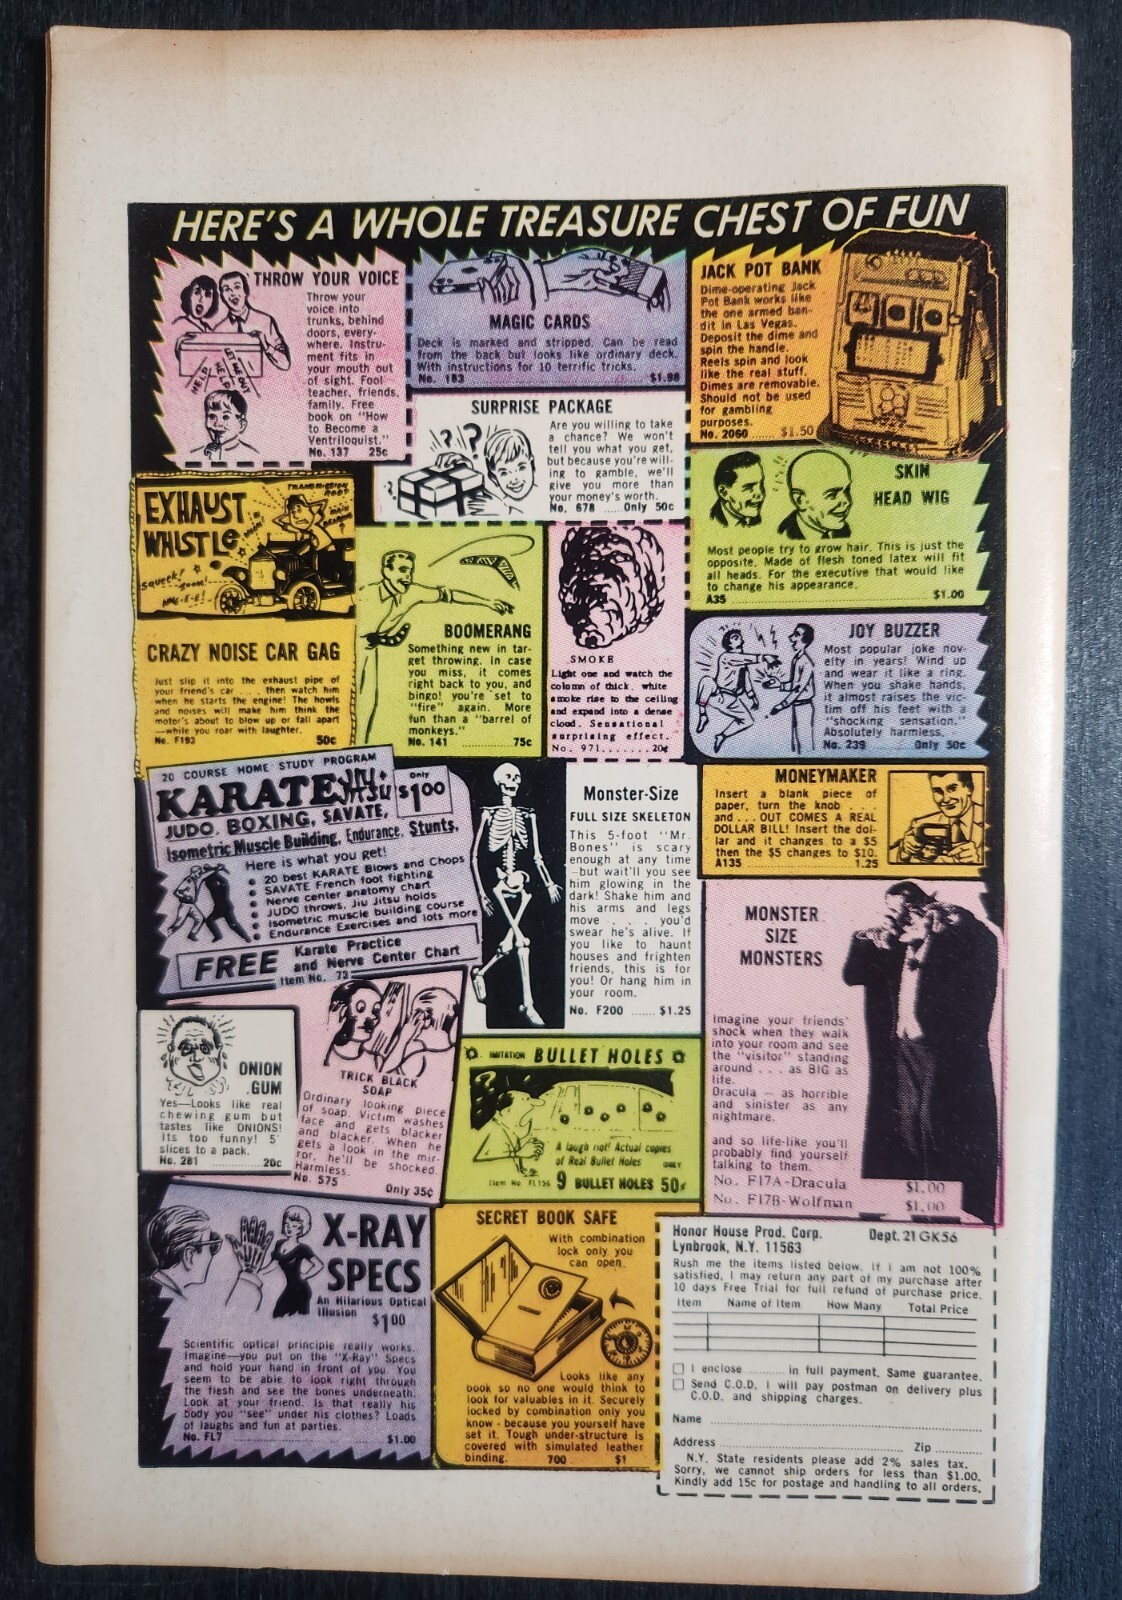 HERE'S A WHOLE TREASURE CHEST OF FUN
THROW YOUR VOICE
Throw your
voice into
trunks, behind
doors, every-
where. Instru-
ment fits in
your mouth out
of sight. Fool
teacher, friends,
family. Free
book on "How
to Become a
Ventriloquist."
No. 137 25c
HELP
HELP
LET ME OUT
MAGIC CARDS
Deck is marked and stripped. Can be read
from the back but looks like ordinary deck.
With instructions for 10 terrific tricks.
No. 183 $1.98
JACK POT BANK
Dime-operating Jack
Pot Bank works like
the one armed ban-
dit in Las Vegas.
Deposit the dime and
spin the handle.
Reels spin and look
like the real stuff.
Dimes are removable.
Should not be used
for gambling
purposes.
No. 2060 ...... $1.50
SURPRISE PACKAGE
Are you willing to take
a chance? We won't
tell you what you get,
but because you're will-
ing to gamble, we'll
give you more than
your money's worth.
No. 678 ..... Only 50c
SKIN
HEAD WIG
Most people try to grow hair. This is just the
opposite. Made of flesh toned latex will fit
all heads. For the executive that would like
to change his appearance.
A35 ........ $1.00
EXHAUST
WHISTLE
squeek!
CRAZY NOISE CAR GAG
Just slip it into the exhaust pipe of
your friend's car . . . . then watch him
when he starts the engine! The howls
and noises will make him think the
motor's about to blow up or fall apart
—while you roar with laughter.
No. F193 50c
BOOMERANG
Something new in tar-
get throwing. In case
you miss, it comes
right back to you, and
bingo! you're set to
"fire" again. More
fun than a "barrel of
monkeys."
No. 141 ........ 75c
SMOKE
Light one and watch the
column of thick, white
smoke rise to the ceiling
and expand into a dense
cloud. Sensational
surprising effect.
No. 971 ........ 20¢
JOY BUZZER
Most popular joke nov-
elty in years! Wind up
and wear it like a ring.
When you shake hands,
it almost raises the vic-
tim off his feet with a
"shocking sensation."
Absolutely harmless.
No. 239 ....... Only 50c
20 COURSE HOME STUDY PROGRAM
KARATE JIU-JITSU
Only
$1.00
JUDO, BOXING, SAVATE,
Isometric Muscle Building, Endurance, Stunts,
Here is what you get!
• 20 best KARATE Blows and Chops
• SAVATE French foot fighting
• Nerve center anatomy chart
• JUDO throws, Jiu Jitsu holds
• Isometric muscle building course
• Endurance Exercises and lots more
FREE Karate Practice
and Nerve Center Chart
Item No. 73
Monster-Size
FULL SIZE SKELETON
This 5-foot "Mr.
Bones" is scary
enough at any time
-but wait'll you see
him glowing in the
dark! Shake him and
his arms and legs
move . . . you'd
swear he's alive. If
you like to haunt
houses and frighten
friends, this is for
you! Or hang him in
your room.
No. F200 ...... $1.25
MONEYMAKER
Insert a blank piece of
paper, turn the knob . . .
and . . . OUT COMES A REAL
DOLLAR BILL! Insert the dol-
lar and it changes to a $5
then the $5 changes to $10.
A135 ........ 1.25
MONSTER
SIZE
MONSTERS
Imagine your friends'
shock when they walk
into your room and see
the "visitor" standing
around . . . as BIG as
life.
Dracula — as horrible
and sinister as any
nightmare.
and so life-like you'll
probably find yourself
talking to them.
No. F17A-Dracula $1.00
No. F17B-Wolfman $1.00
ONION
GUM
Yes—Looks like real
chewing gum but
tastes like ONIONS!
Its too funny! 5
slices to a pack.
No. 281 ........ 20c
TRICK BLACK
SOAP
Ordinary looking piece
of soap. Victim washes
face and gets blacker
and blacker. When he
gets a look in the mir-
ror, he'll be shocked.
Harmless.
No. 575 Only 35¢
IMITATION BULLET HOLES
A laugh riot! Actual copies
of Real Bullet Holes
ONLY
Item No FL156 9 BULLET HOLES 50¢
X-RAY
SPECS
An Hilarious Optical
Illusion $1.00
Scientific optical principle really works.
Imagine—you put on the "X-Ray" Specs
and hold your hand in front of you. You
seem to be able to look right through
the flesh and see the bones underneath.
Look at your friend. Is that really his
body you "see" under his clothes? Loads
of laughs and fun at parties.
No. FL7 ........ $1.00
SECRET BOOK SAFE
With combination
lock only you
can open.
Looks like any
book so no one would think to
look for valuables in it. Securely
locked by combination only you
know - because you yourself have
set it. Tough under-structure is
covered with simulated leather
binding. 700 $1
Honor House Prod. Corp. Dept. 21GK56
Lynbrook, N.Y. 11563
Rush me the items listed below. If I am not 100%
satisfied, I may return any part of my purchase after
10 days Free Trial for full refund of purchase price.
Item Name of Item How Many Total Price
☐ I enclose .......... in full payment. Same guarantee.
☐ Send C.O.D. I will pay postman on delivery plus
C.O.D. and shipping charges.
Name ........
Address ........ Zip ........
N.Y. State residents please add 2% sales tax.
Sorry, we cannot ship orders for less than $1.00.
Kindly add 15c for postage and handling to all orders.